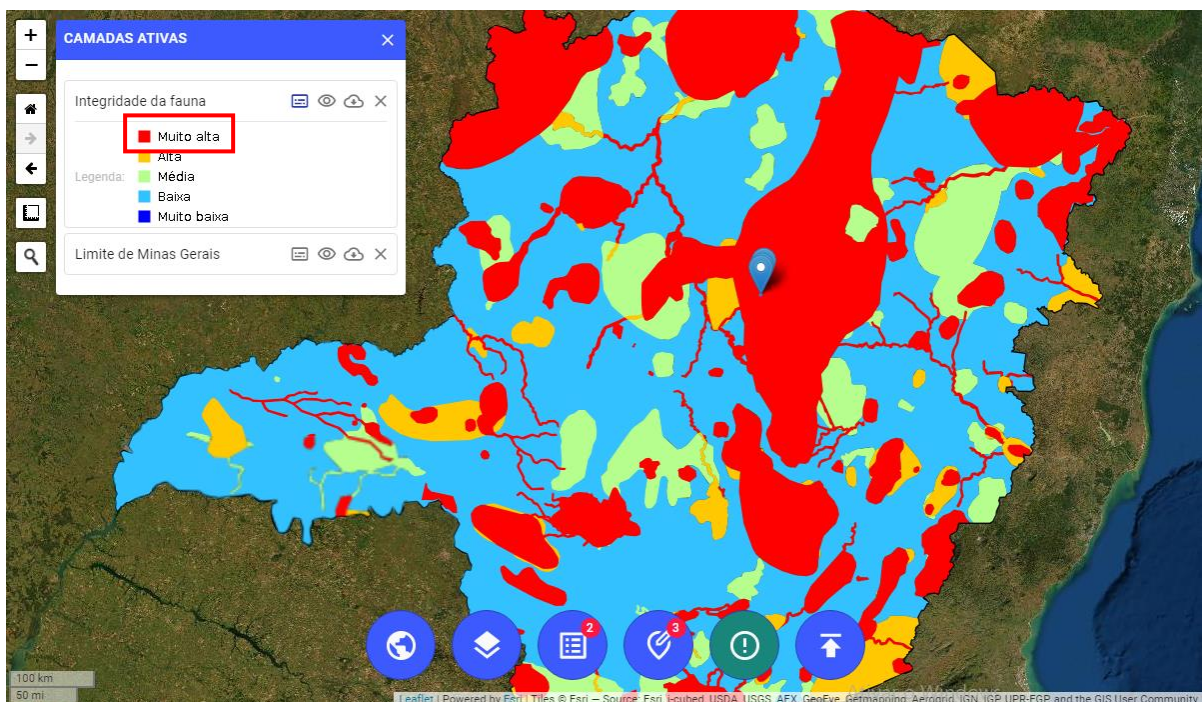 +
CAMADAS ATIVAS
×
−
Integridade da fauna
Muito alta
Alta
Legenda:
Média
Baixa
Muito baixa
Limite de Minas Gerais
2
3
100 km
50 mi
Leaflet | Powered by Esri | Tiles © Esri — Source: Esri, i-cubed, USDA, USGS, AEX, GeoEye, Getmapping, Aerogrid, IGN, IGP, UPR-EGP, and the GIS User Community